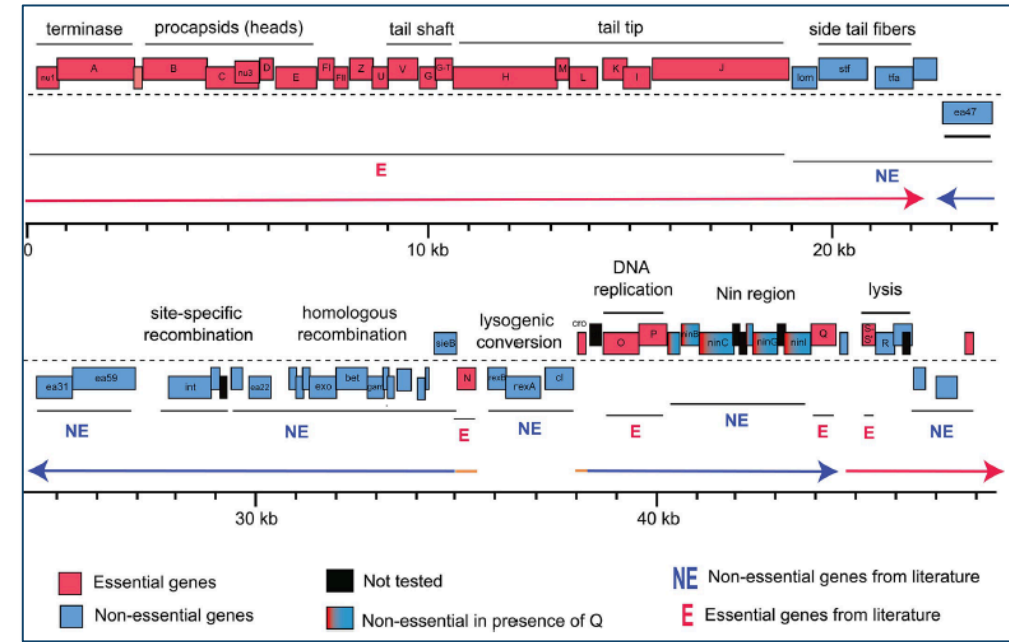 terminase procapsids (heads) tail shaft tail tip side tail fibers
nu1 A B C nu3 D E FI FII Z U V G G-T H M L K I J lom stf tfa
ea47
E NE
0 10 kb 20 kb
DNA
replication Nin region lysis
site-specific
recombination
homologous
recombination
lysogenic
conversion
cro
sieB O P NinB ninC ninG ninI Q S S' R
ea31 ea59 int ea22 exo bet gam N rexB rexA cI
NE NE E NE E NE E E NE
30 kb 40 kb
Essential genes Not tested NE Non-essential genes from literature
Non-essential genes Non-essential in presence of Q E Essential genes from literature